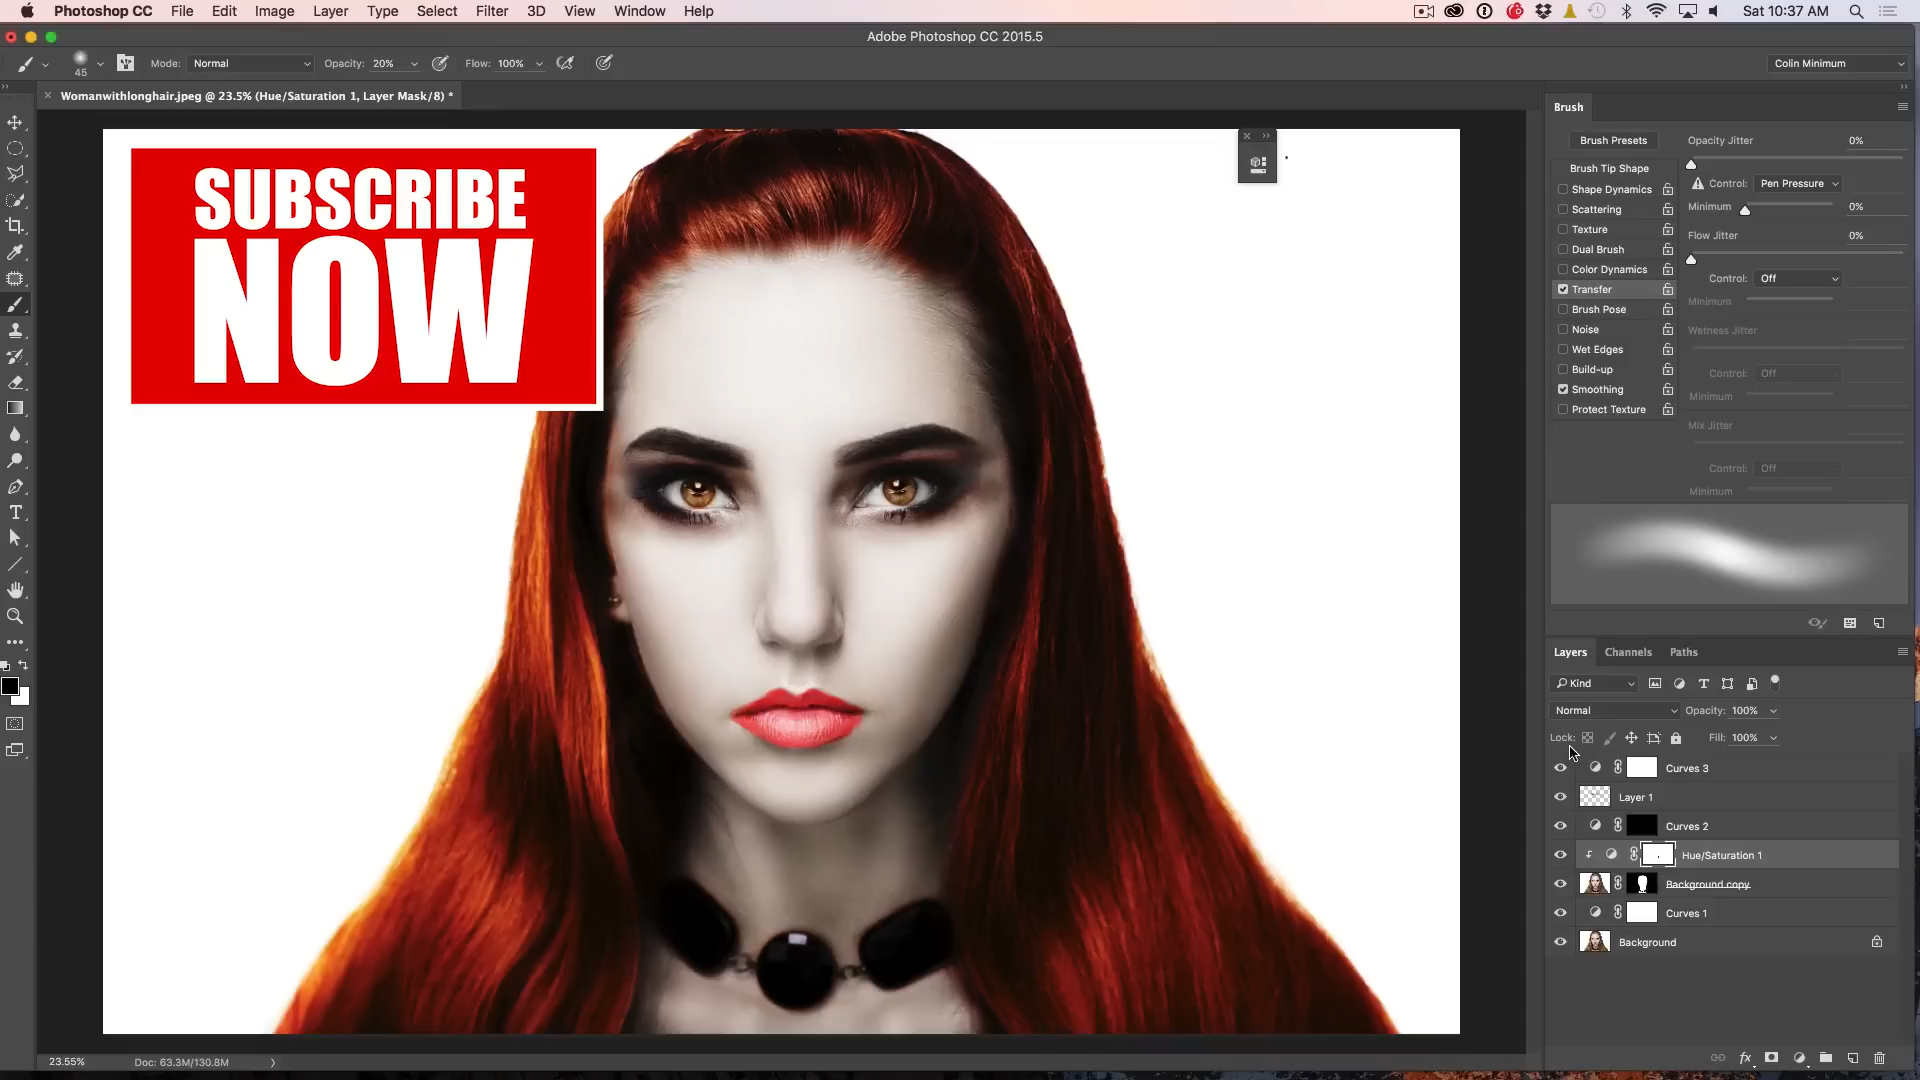 Photoshop CC File Edit Image Layer Type Select Filter 3D View Window Help Sat 10:37 AM
Adobe Photoshop CC 2015.5
45 Mode: Normal Opacity: 20% Flow: 100% Colin Minimum
Womanwithlonghair.jpeg @ 23.5% (Hue/Saturation 1, Layer Mask/8) *
SUBSCRIBE
NOW
Brush
Brush Presets
Brush Tip Shape
Shape Dynamics
Scattering
Texture
Dual Brush
Color Dynamics
Transfer
Brush Pose
Noise
Wet Edges
Build-up
Smoothing
Protect Texture
Opacity Jitter 0%
Control: Pen Pressure
Minimum 0%
Flow Jitter 0%
Control: Off
Minimum
Wetness Jitter
Control: Off
Minimum
Mix Jitter
Control: Off
Minimum
Layers Channels Paths
Kind
Normal Opacity: 100%
Lock: Fill: 100%
Curves 3
Layer 1
Curves 2
Hue/Saturation 1
Background copy
Curves 1
Background
fx
23.55% Doc: 63.3M/130.8M